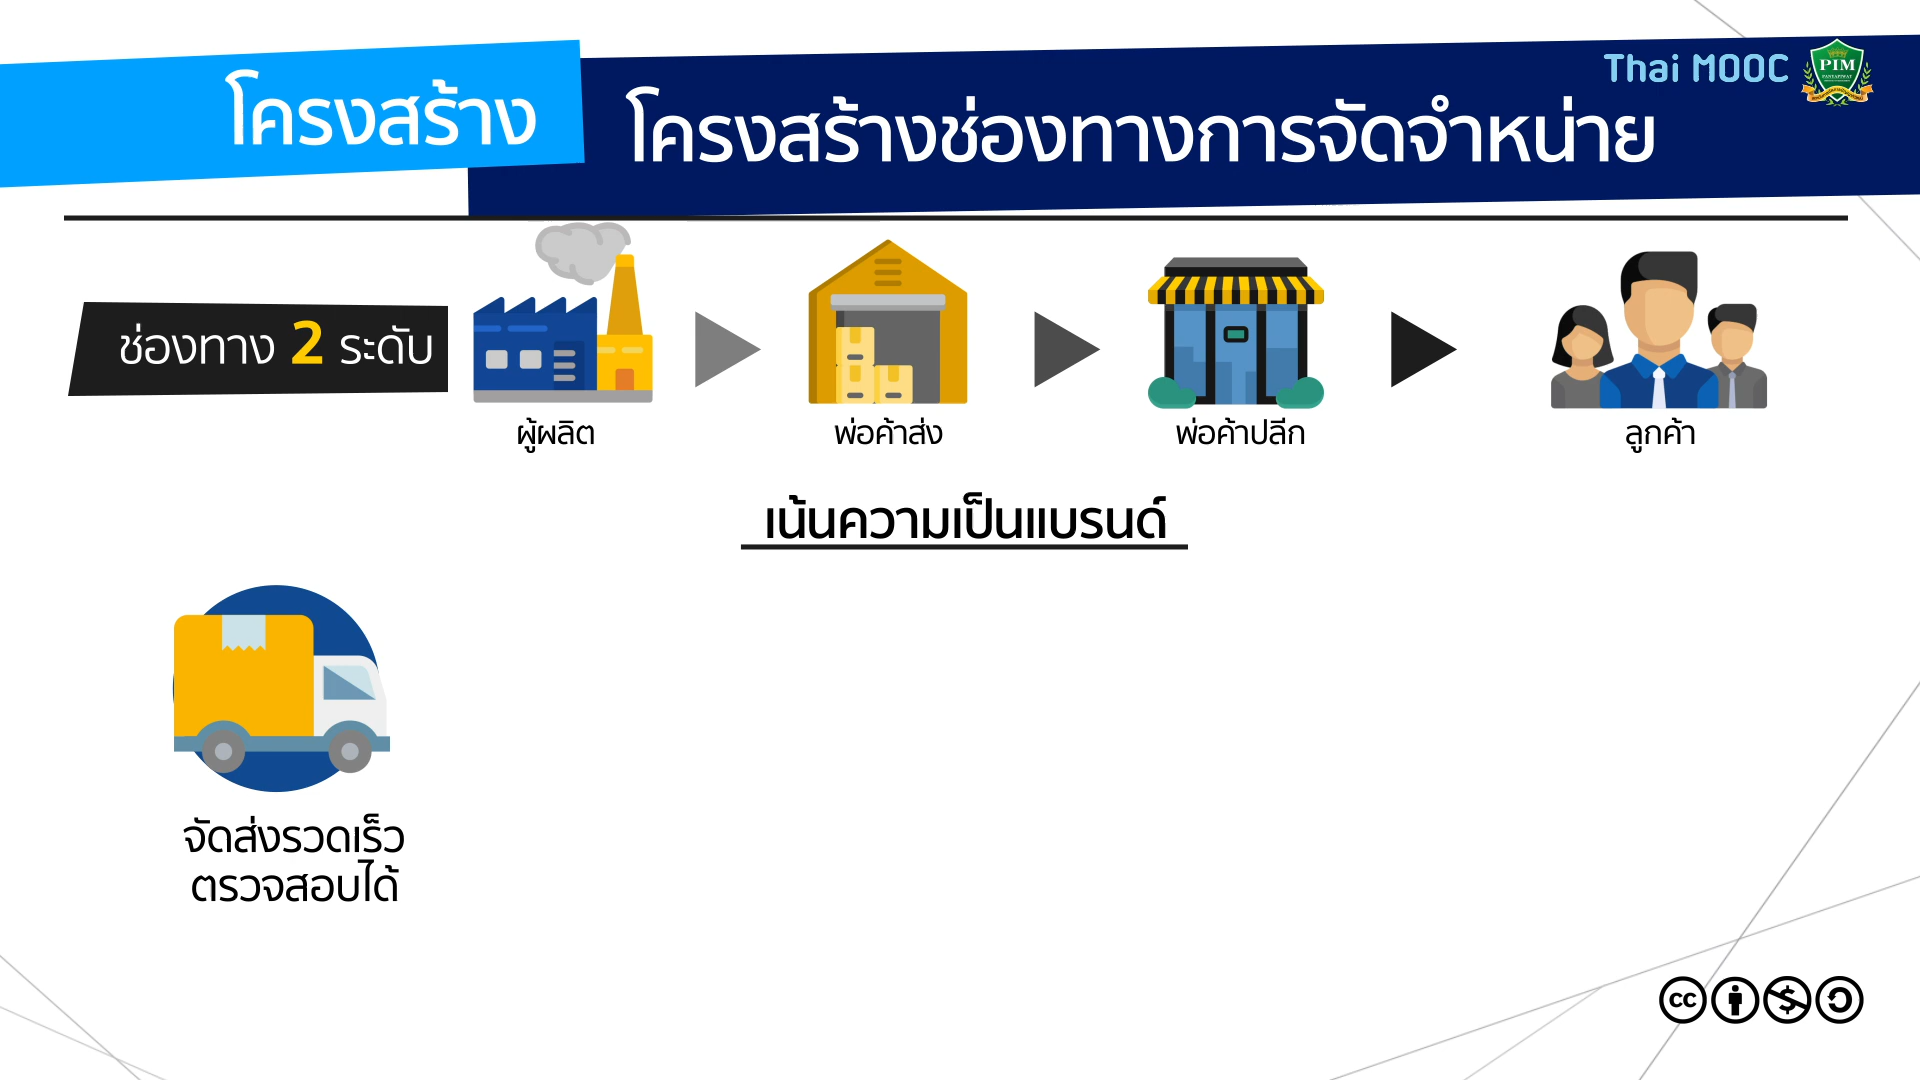 โครงสร้าง
โครงสร้างช่องทางการจัดจำหน่าย
Thai MOOC
PIM
ช่องทาง 2 ระดับ
ผู้ผลิต
พ่อค้าส่ง
พ่อค้าปลีก
ลูกค้า
เน้นความเป็นแบรนด์
จัดส่งรวดเร็ว
ตรวจสอบได้
cc